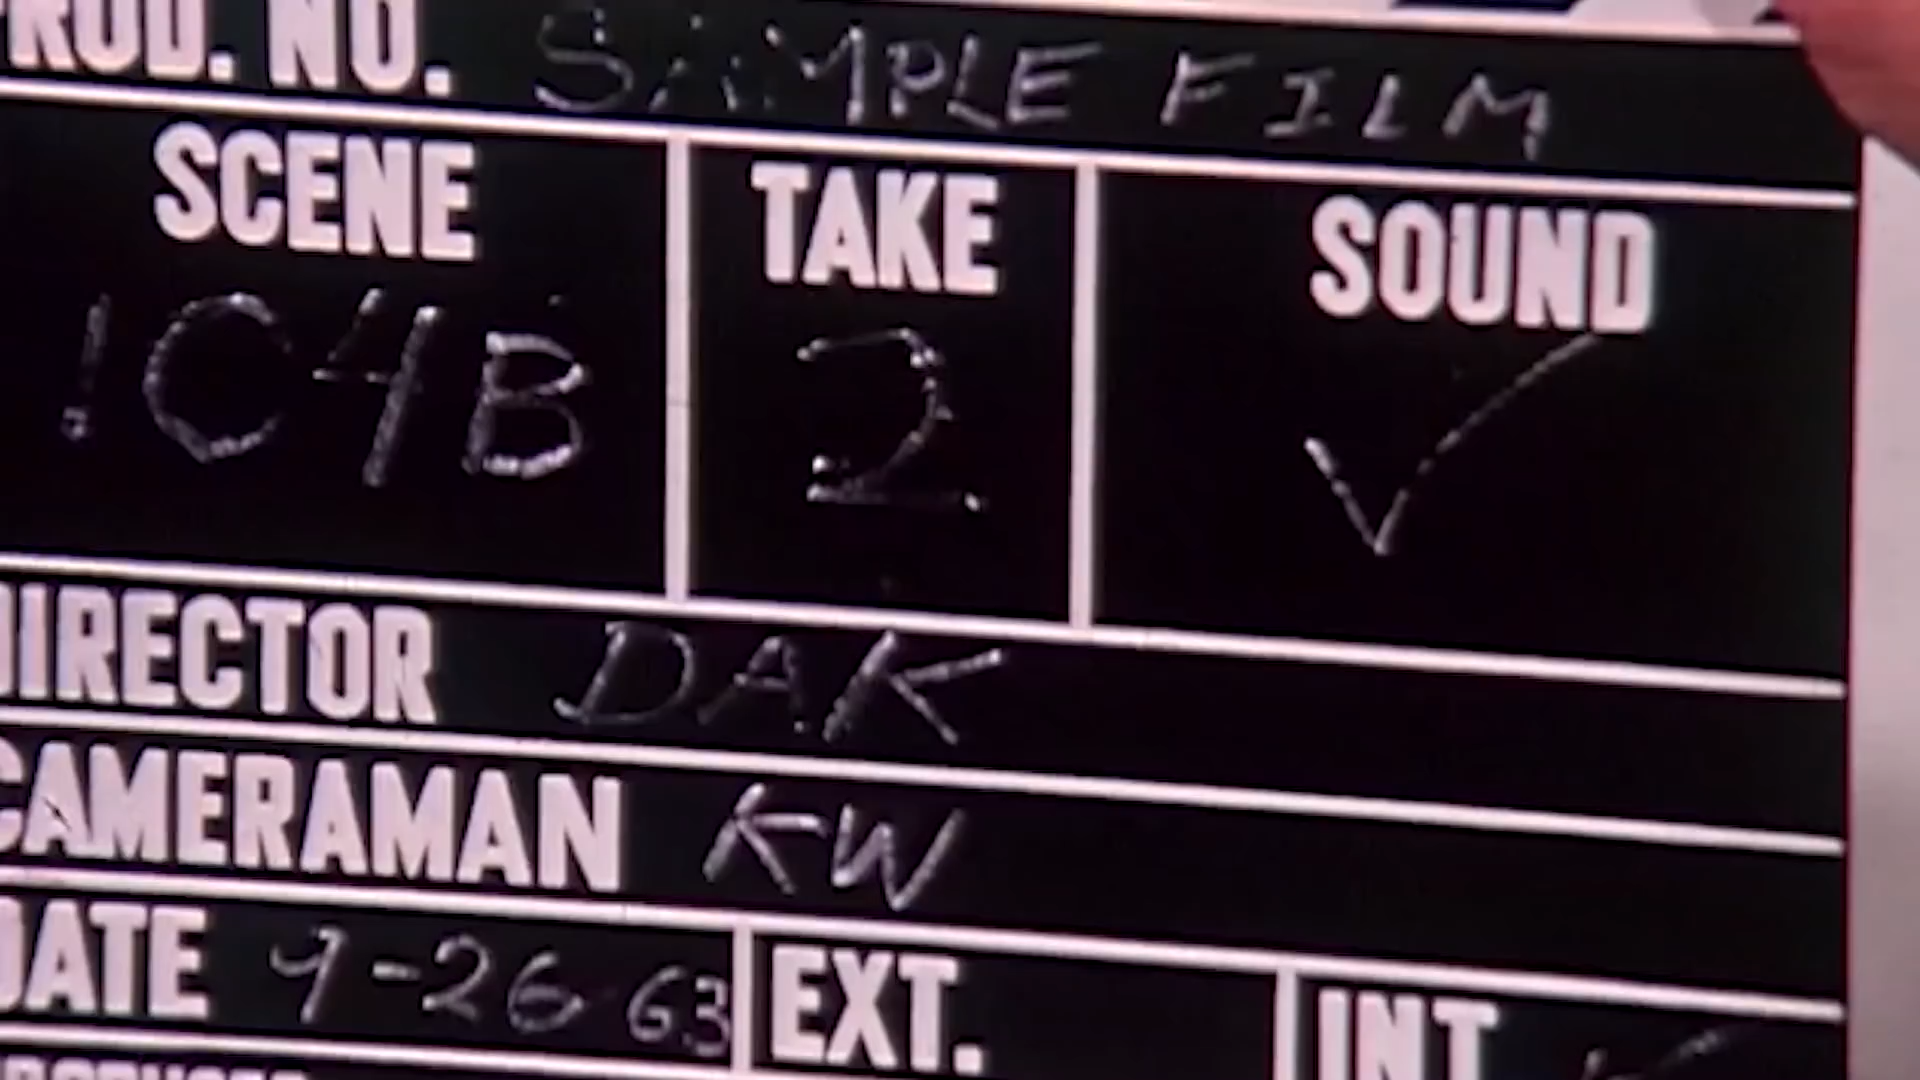 PROD. NO. SAMPLE FILM
SCENE TAKE SOUND
104B 2 ✓
DIRECTOR DAK
CAMERAMAN KW
DATE 9-26-63 EXT. INT ✓